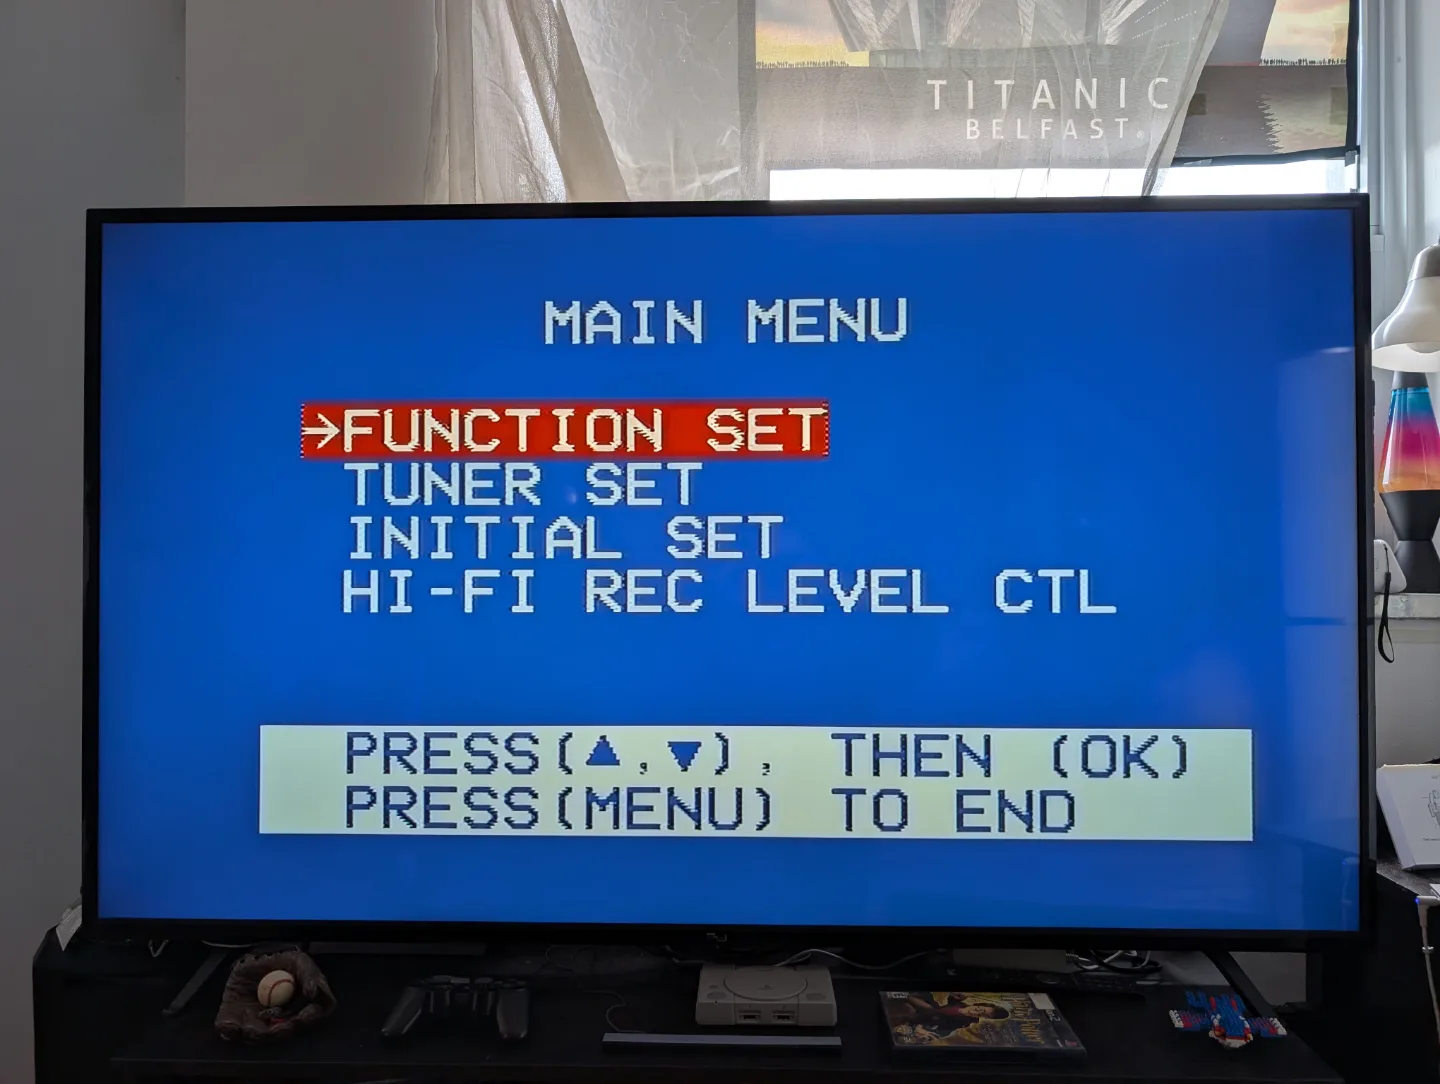 TITANIC
BELFAST
MAIN MENU
→FUNCTION SET
TUNER SET
INITIAL SET
HI-FI REC LEVEL CTL
PRESS(▲,▼), THEN (OK)
PRESS(MENU) TO END